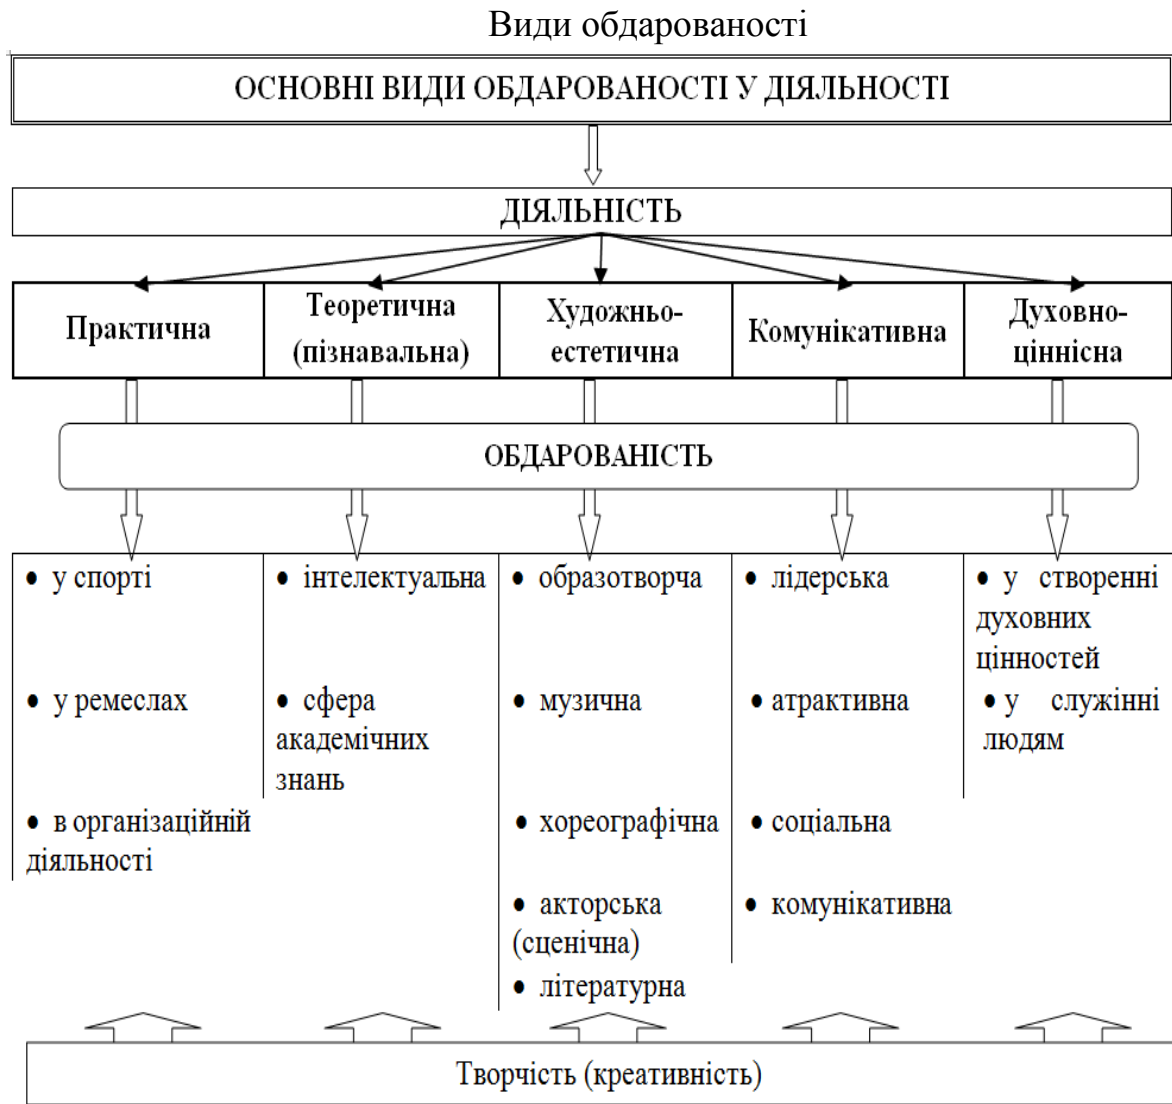 Види обдарованості
ОСНОВНІ ВИДИ ОБДАРОВАНОСТІ У ДІЯЛЬНОСТІ
ДІЯЛЬНІСТЬ
Практична
Теоретична
(пізнавальна)
Художньо-
естетична
Комунікативна
Духовно-
ціннісна
ОБДАРОВАНІСТЬ
• у спорті
• у ремеслах
• в організаційній
діяльності
• інтелектуальна
• сфера
академічних
знань
• образотворча
• музична
• хореографічна
• акторська
(сценічна)
• літературна
• лідерська
• атрактивна
• соціальна
• комунікативна
• у створенні
духовних
цінностей
• у служінні
людям
Творчість (креативність)